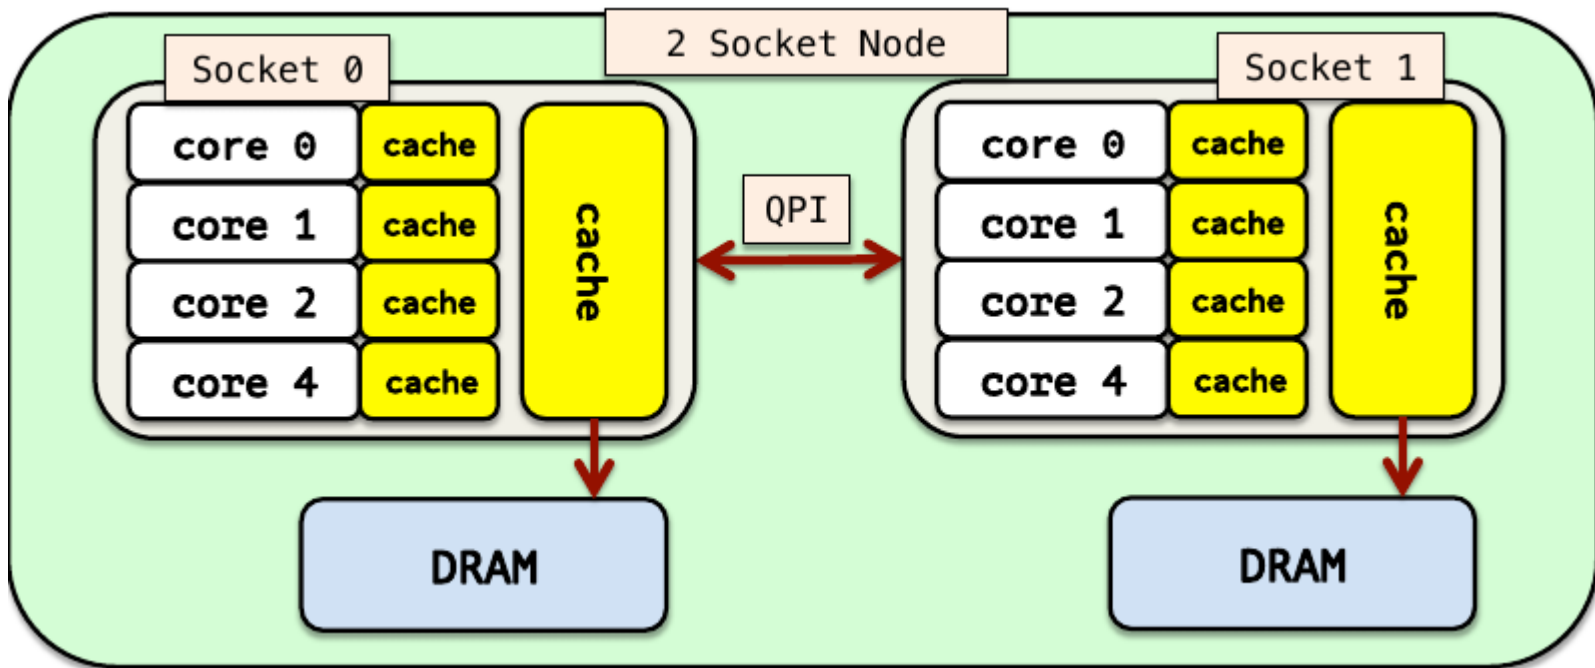 2 Socket Node
Socket 0
core 0 cache
core 1 cache
core 2 cache
core 4 cache
cache
DRAM
QPI
Socket 1
core 0 cache
core 1 cache
core 2 cache
core 4 cache
cache
DRAM